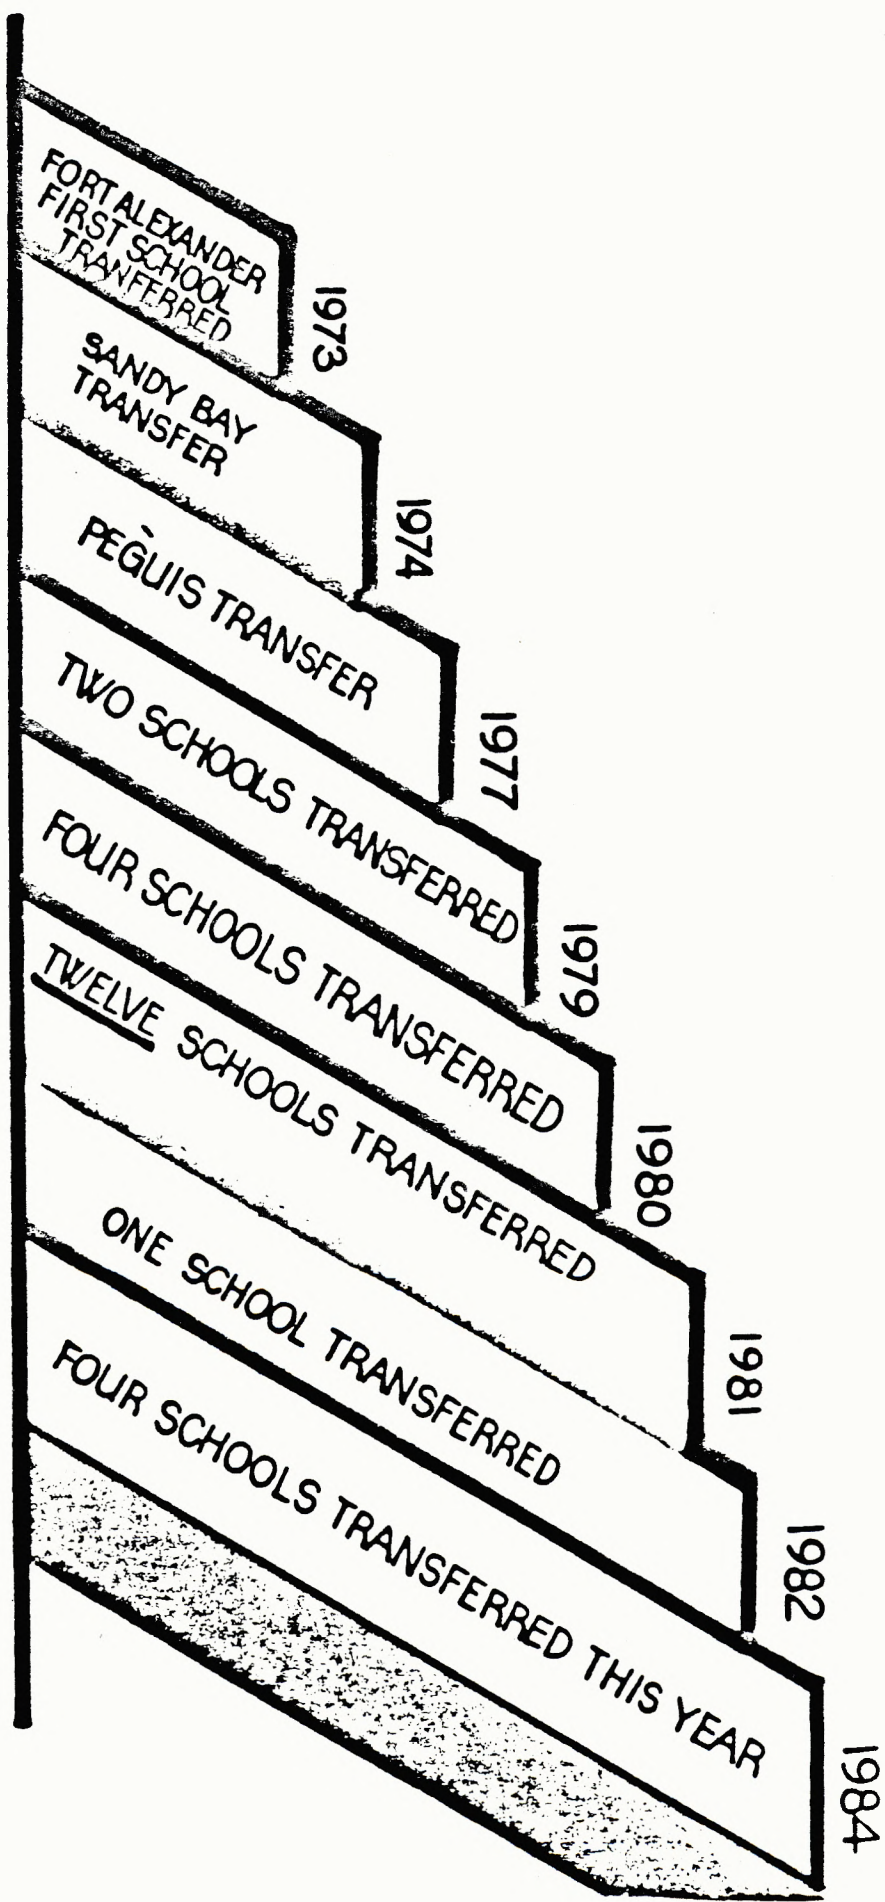 FORT ALEXANDER
FIRST SCHOOL
TRANFERRED
1973
SANDY BAY
TRANSFER
1974
PEGUIS TRANSFER
1977
TWO SCHOOLS TRANSFERRED
1979
FOUR SCHOOLS TRANSFERRED
1980
TWELVE SCHOOLS TRANSFERRED
1981
ONE SCHOOL TRANSFERRED
1982
FOUR SCHOOLS TRANSFERRED THIS YEAR
1984